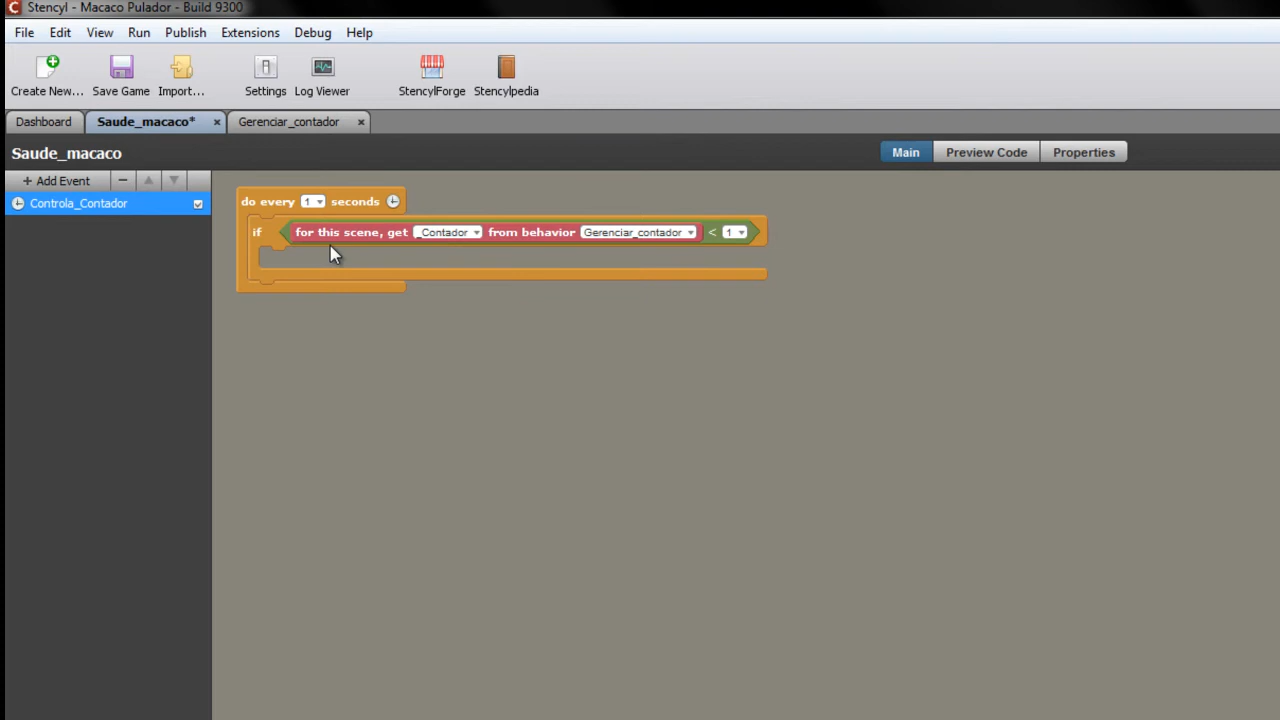 Stencyl - Macaco Pulador - Build 9300
File Edit View Run Publish Extensions Debug Help
Create New... Save Game Import... Settings Log Viewer StencylForge Stencylpedia
Dashboard Saude_macaco* × Gerenciar_contador ×
Saude_macaco Main Preview Code Properties
+ Add Event −
Controla_Contador
do every 1 seconds
if for this scene, get _Contador from behavior Gerenciar_contador < 1